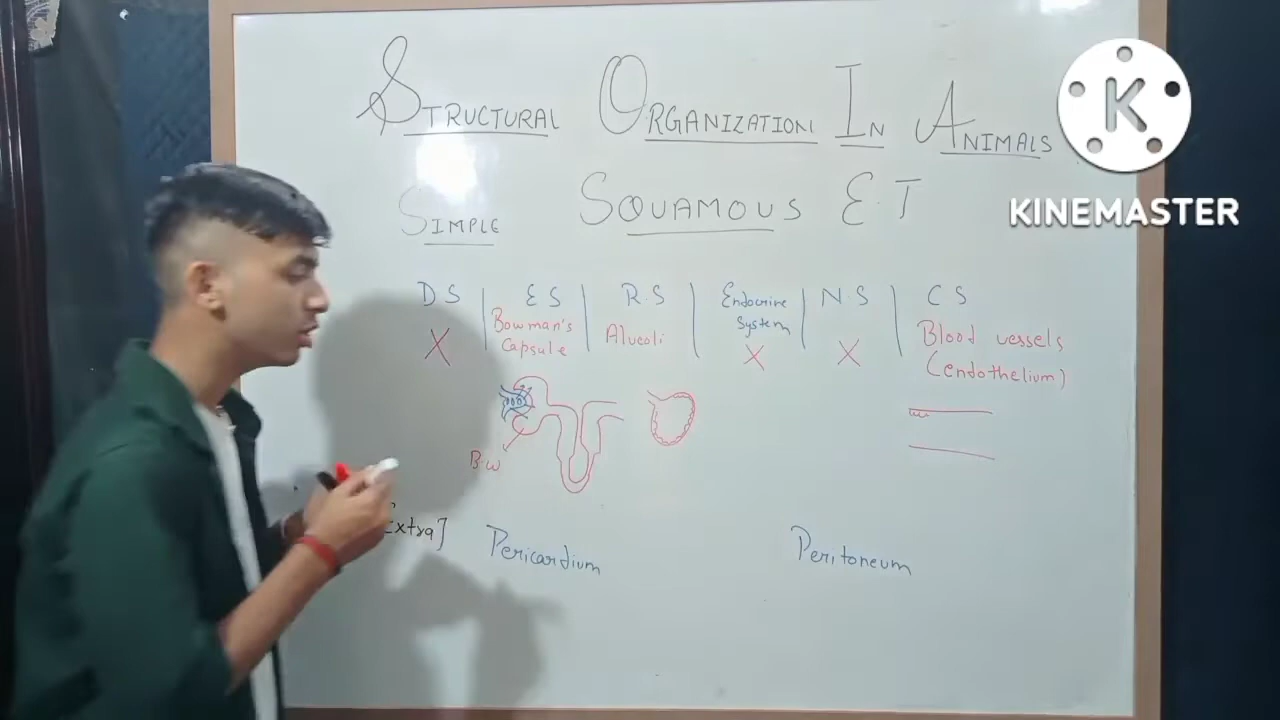 STRUCTURAL ORGANIZATION IN ANIMALS
SIMPLE SQUAMOUS E.T
D S
E S
R.S
Endocrine
System
N.S
C S
X
Bowman's
Capsule
Alveoli
X
X
Blood vessels
(endothelium)
B.W
Extra]
Pericardium
Peritoneum
K
KINEMASTER